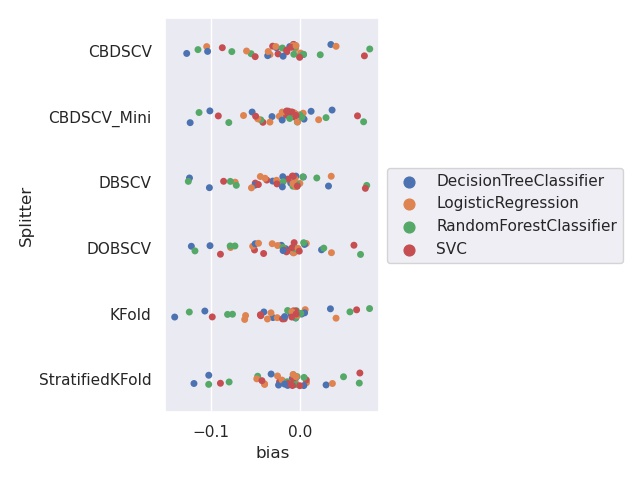 CBDSCV
CBDSCV_Mini
DBSCV
DOBSCV
KFold
StratifiedKFold
Splitter
−0.1
0.0
bias
DecisionTreeClassifier
LogisticRegression
RandomForestClassifier
SVC